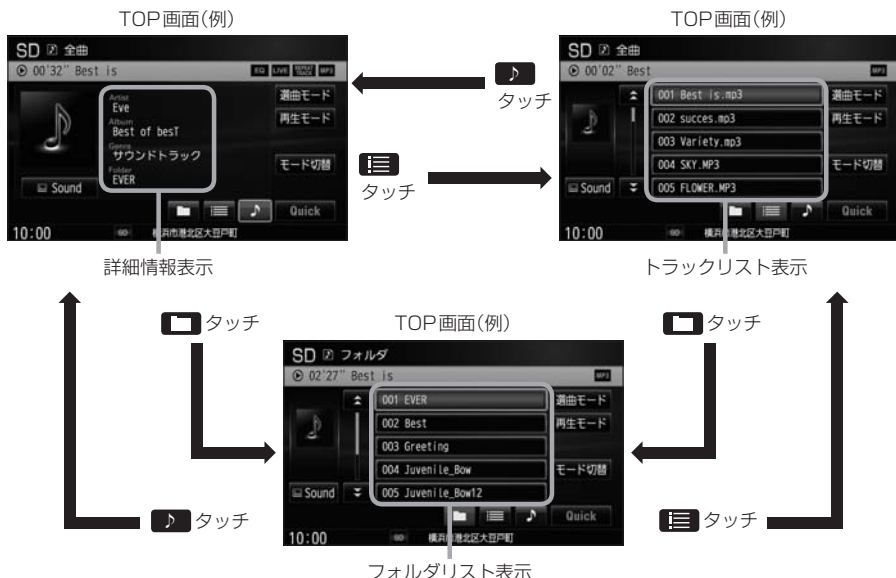 TOP画面(例)
SD 全曲
00'32" Best is
EQ LIVE REPEAT TRACK MP3
Artist
Eve
Album
Best of besT
Genre
サウンドトラック
Folder
EVER
選曲モード
再生モード
モード切替
Sound
Quick
10:00
横浜市港北区大豆戸町
詳細情報表示
タッチ
タッチ
TOP画面(例)
SD 全曲
00'02" Best
MP3
001 Best is.mp3
002 succes.mp3
003 Variety.mp3
004 SKY.MP3
005 FLOWER.MP3
選曲モード
再生モード
モード切替
Sound
Quick
10:00
横浜市港北区大豆戸町
トラックリスト表示
タッチ
タッチ
TOP画面(例)
SD フォルダ
02'27" Best is
MP3
001 EVER
002 Best
003 Greeting
004 Juvenile_Bow
005 Juvenile_Bow12
選曲モード
再生モード
モード切替
Sound
Quick
10:00
横浜市港北区大豆戸町
タッチ
タッチ
フォルダリスト表示